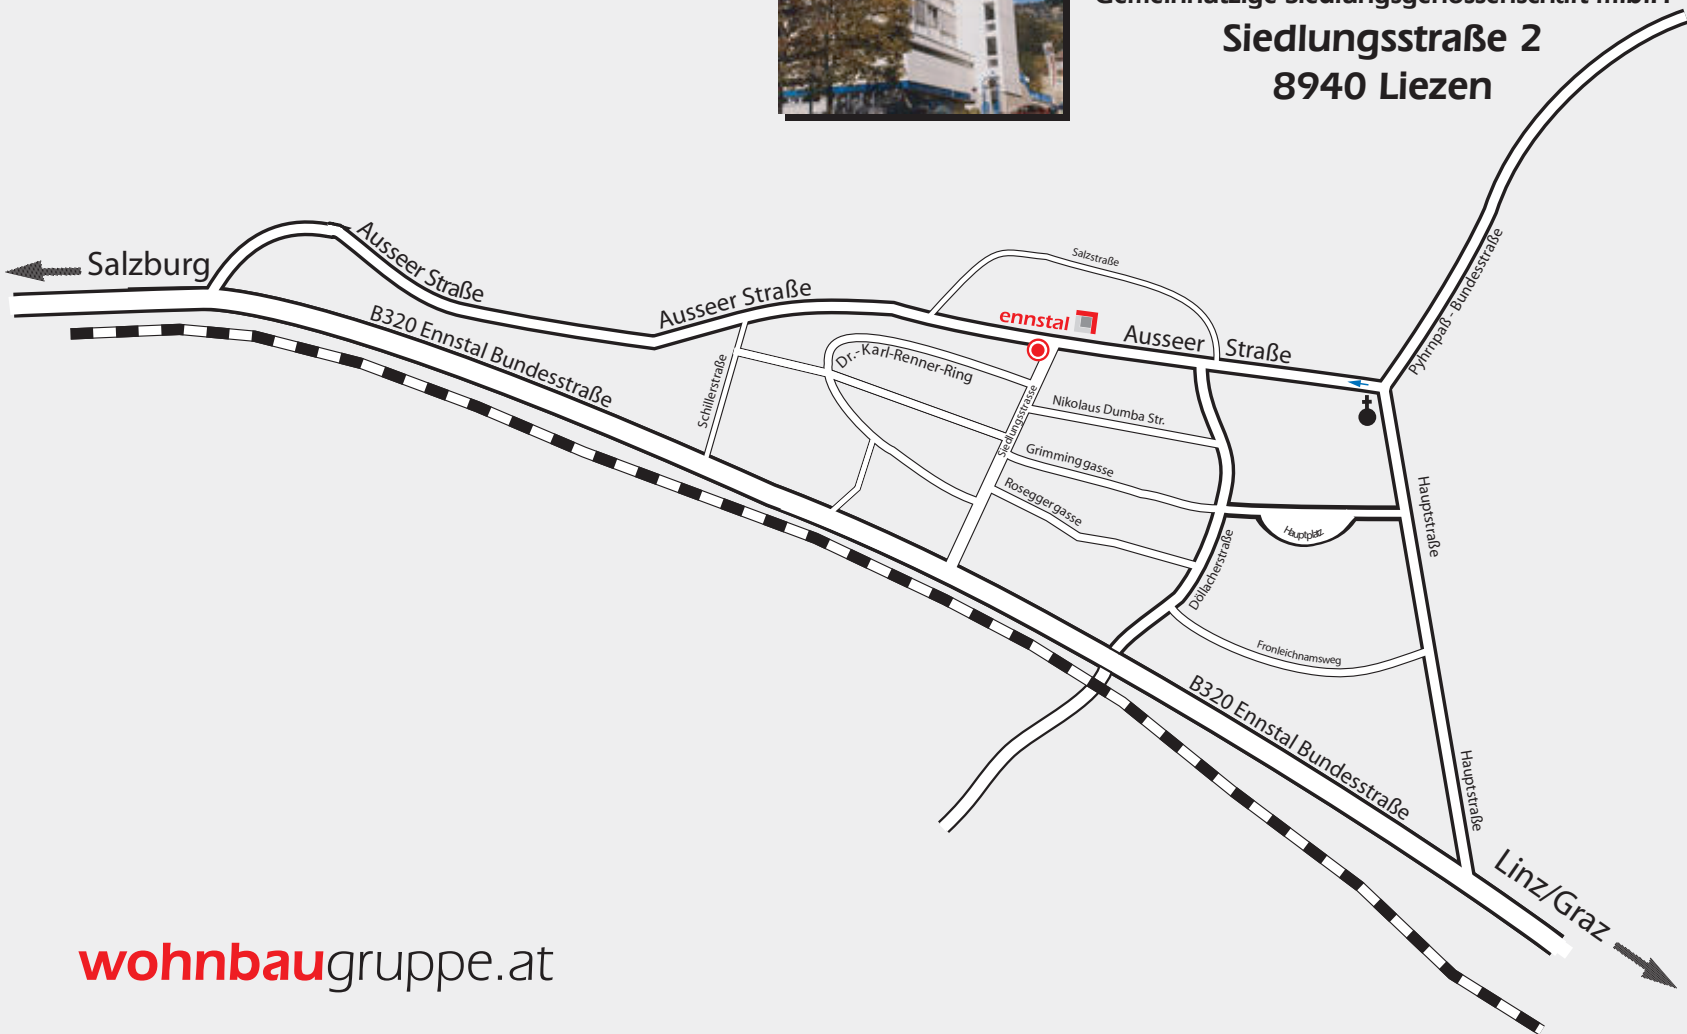 Gemeinnützige Siedlungsgenossenschaft m.b.H
Siedlungsstraße 2
8940 Liezen
Salzburg
Ausseer Straße
B320 Ennstal Bundesstraße
Ausseer Straße
Salzstraße
ennstal
Ausseer Straße
Pyhrnpaß - Bundesstraße
Schillerstraße
Dr.-Karl-Renner-Ring
Siedlungsstrasse
Nikolaus Dumba Str.
Grimminggasse
Roseggergasse
Hauptplatz
Hauptstraße
Döllacherstraße
Fronleichnamsweg
B320 Ennstal Bundesstraße
Hauptstraße
Linz/Graz
wohnbaugruppe.at